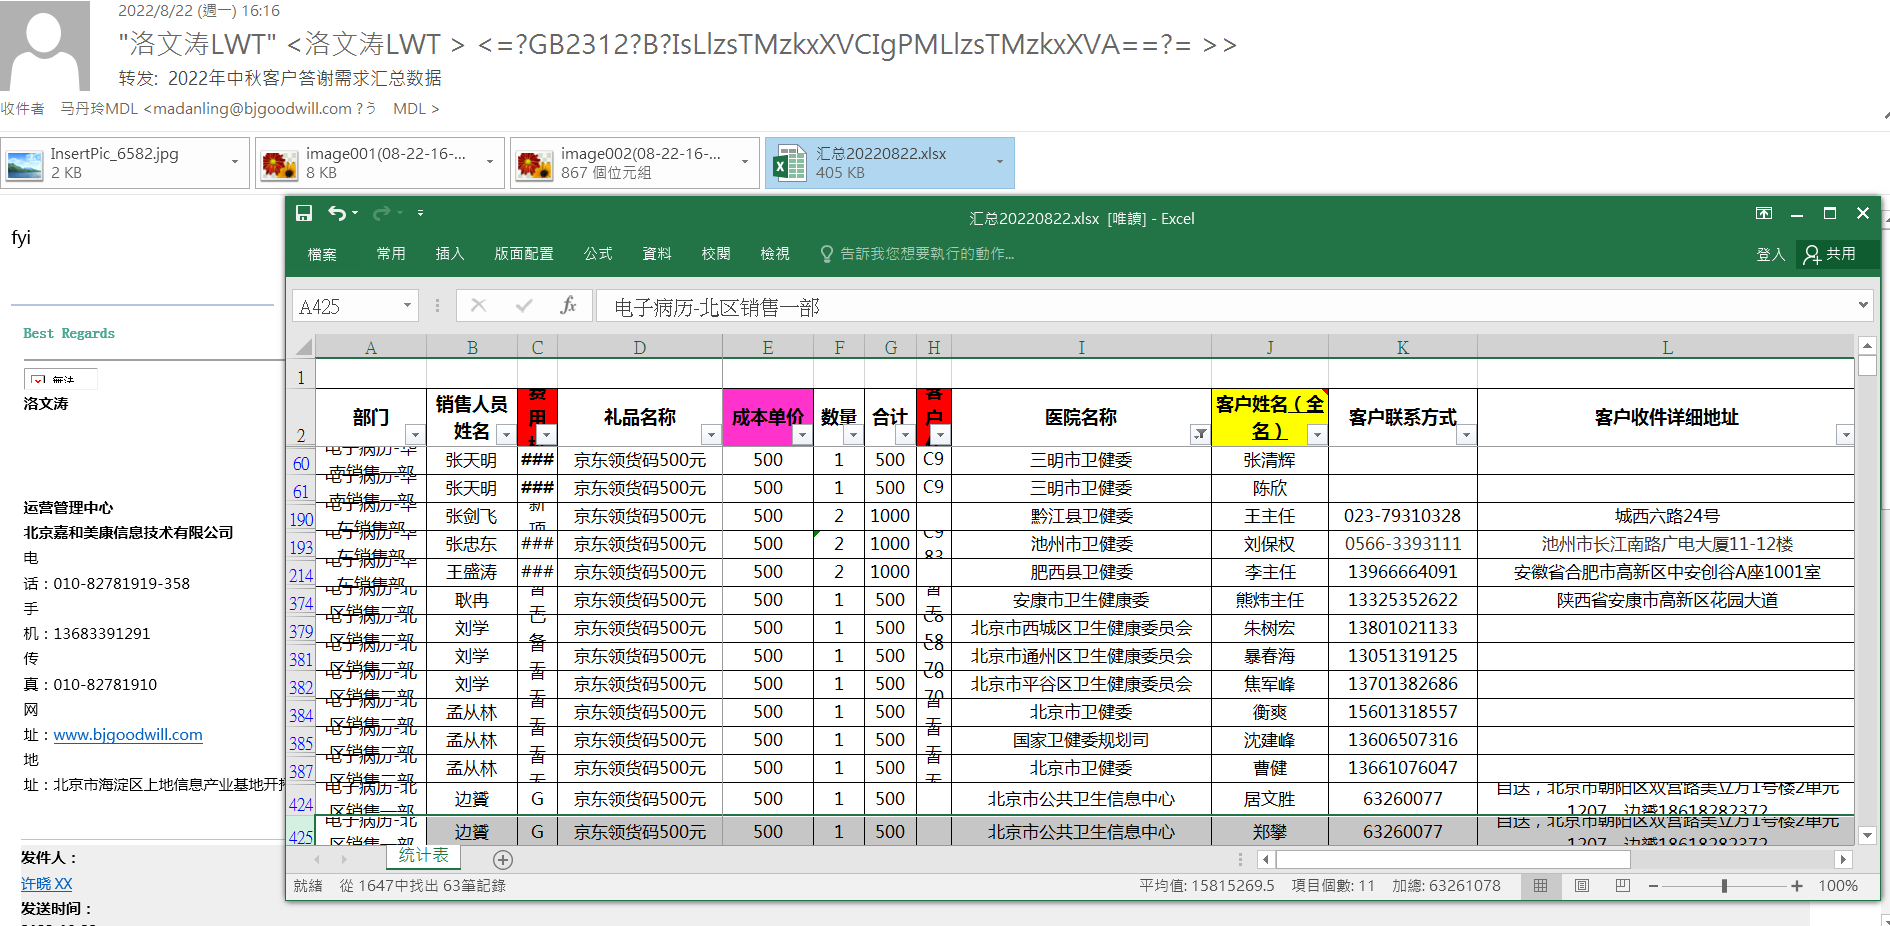 2022/8/22 (週一) 16:16
"洛文涛LWT" <洛文涛LWT > <=?GB2312?B?IsLlzsTMzkxXVCIgPMLlzsTMzkxXVA==?= >>
转发: 2022年中秋客户答谢需求汇总数据
收件者 马丹玲MDL <madanling@bjgoodwill.com ?う MDL >
InsertPic_6582.jpg
2 KB
image001(08-22-16-...
8 KB
image002(08-22-16-...
867 個位元組
汇总20220822.xlsx
405 KB
fyi
Best Regards
無法
洛文涛
运营管理中心
北京嘉和美康信息技术有限公司
电
话：010-82781919-358
手
机：13683391291
传
真：010-82781910
网
址：www.bjgoodwill.com
地
址：北京市海淀区上地信息产业基地开拓
发件人：
许晓 XX
发送时间：
汇总20220822.xlsx [唯讀] - Excel
檔案 常用 插入 版面配置 公式 資料 校閱 檢視 告訴我您想要執行的動作... 登入 共用
A425 fx 电子病历-北区销售一部
A B C D E F G H I J K L
1
2 部门 销售人员姓名 费用 礼品名称 成本单价 数量 合计 客户 医院名称 客户姓名（全名） 客户联系方式 客户收件详细地址
60 电子病历-华南销售一部 张天明 ### 京东领货码500元 500 1 500 C9 三明市卫健委 张清辉
61 电子病历-华南销售一部 张天明 ### 京东领货码500元 500 1 500 C9 三明市卫健委 陈欣
190 电子病历-华东销售部 张剑飞 新项 京东领货码500元 500 2 1000 黔江县卫健委 王主任 023-79310328 城西六路24号
193 电子病历-华东销售部 张忠东 ### 京东领货码500元 500 2 1000 C983 池州市卫健委 刘保权 0566-3393111 池州市长江南路广电大厦11-12楼
214 电子病历-华东销售部 王盛涛 ### 京东领货码500元 500 2 1000 肥西县卫健委 李主任 13966664091 安徽省合肥市高新区中安创谷A座1001室
374 电子病历-北区销售二部 耿冉 暂无 京东领货码500元 500 1 500 暂无 安康市卫生健康委 熊炜主任 13325352622 陕西省安康市高新区花园大道
379 电子病历-北区销售二部 刘学 已备 京东领货码500元 500 1 500 C658 北京市西城区卫生健康委员会 朱树宏 13801021133
381 电子病历-北区销售二部 刘学 暂无 京东领货码500元 500 1 500 C870 北京市通州区卫生健康委员会 暴春海 13051319125
382 电子病历-北区销售二部 刘学 暂无 京东领货码500元 500 1 500 C870 北京市平谷区卫生健康委员会 焦军峰 13701382686
384 电子病历-北区销售二部 孟从林 暂无 京东领货码500元 500 1 500 暂无 北京市卫健委 衡爽 15601318557
385 电子病历-北区销售二部 孟从林 暂无 京东领货码500元 500 1 500 暂无 国家卫健委规划司 沈建峰 13606507316
387 电子病历-北区销售二部 孟从林 暂无 京东领货码500元 500 1 500 暂无 北京市卫健委 曹健 13661076047
424 电子病历-北区销售一部 边赟 G 京东领货码500元 500 1 500 北京市公共卫生信息中心 居文胜 63260077 自送，北京市朝阳区双营路美立方1号楼2单元1207，边赟18618282372
425 电子病历-北区销售一部 边赟 G 京东领货码500元 500 1 500 北京市公共卫生信息中心 郑攀 63260077 自送，北京市朝阳区双营路美立方1号楼2单元1207，边赟18618282372
统计表
就緒 從 1647中找出 63筆記錄 平均值: 15815269.5 項目個數: 11 加總: 63261078 100%